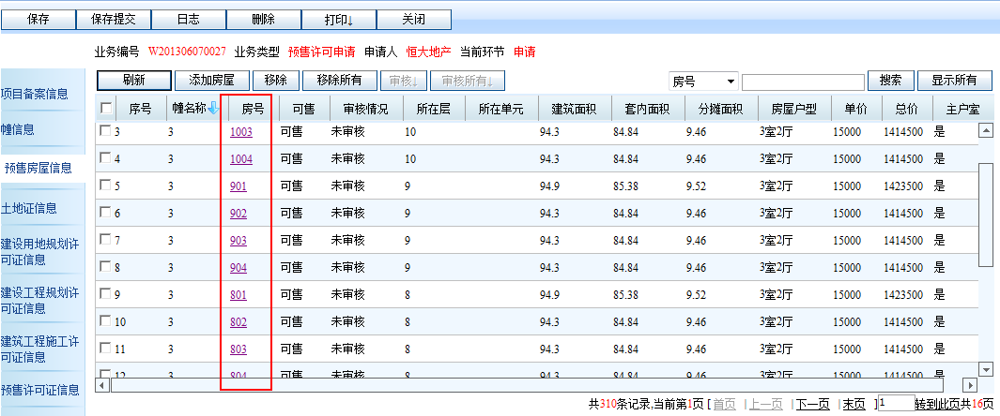 保存 保存提交 日志 删除 打印↓ 关闭
业务编号 W201306070027 业务类型 预售许可申请 申请人 恒大地产 当前环节 申请
刷新 添加房屋 移除 移除所有 审核↓ 审核所有↓ 房号 搜索 显示所有
项目备案信息
幢信息
预售房屋信息
土地证信息
建设用地规划许
可证信息
建设工程规划许
可证信息
建筑工程施工许
可证信息
预售许可证信息
序号 幢名称 房号 可售 审核情况 所在层 所在单元 建筑面积 套内面积 分摊面积 房屋户型 单价 总价 主户室
3 3 1003 可售 未审核 10 94.3 84.84 9.46 3室2厅 15000 1414500 是
4 3 1004 可售 未审核 10 94.3 84.84 9.46 3室2厅 15000 1414500 是
5 3 901 可售 未审核 9 94.9 85.38 9.52 3室2厅 15000 1423500 是
6 3 902 可售 未审核 9 94.3 84.84 9.46 3室2厅 15000 1414500 是
7 3 903 可售 未审核 9 94.3 84.84 9.46 3室2厅 15000 1414500 是
8 3 904 可售 未审核 9 94.3 84.84 9.46 3室2厅 15000 1414500 是
9 3 801 可售 未审核 8 94.9 85.38 9.52 3室2厅 15000 1423500 是
10 3 802 可售 未审核 8 94.3 84.84 9.46 3室2厅 15000 1414500 是
11 3 803 可售 未审核 8 94.3 84.84 9.46 3室2厅 15000 1414500 是
12 3 804 可售 未审核 8 94.3 84.84 9.46 3室2厅 15000 1414500 是
共310条记录,当前第1页 [ 首页 | 上一页 | 下一页 | 末页 ] 1 转到此页共16页